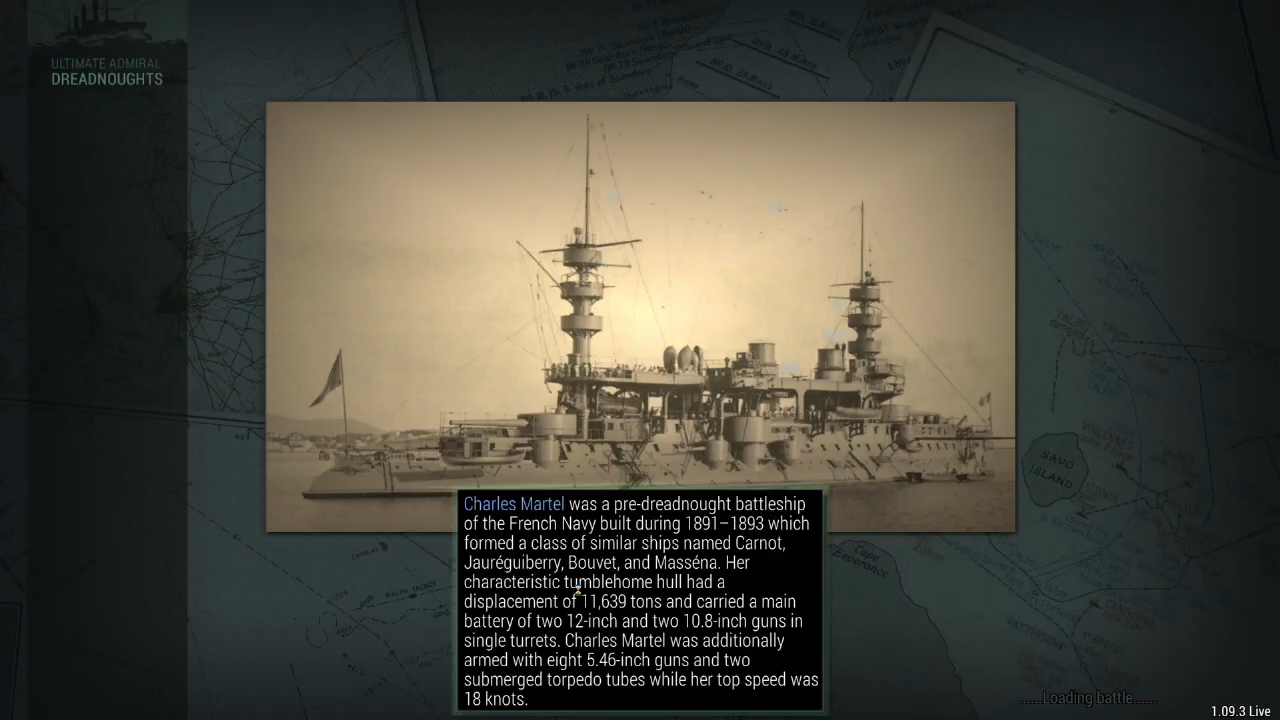 ULTIMATE ADMIRAL
DREADNOUGHTS
SAVO
ISLAND
Cape
Esperance
Charles Martel was a pre-dreadnought battleship
of the French Navy built during 1891–1893 which
formed a class of similar ships named Carnot,
Jauréguiberry, Bouvet, and Masséna. Her
characteristic tumblehome hull had a
displacement of 11,639 tons and carried a main
battery of two 12-inch and two 10.8-inch guns in
single turrets. Charles Martel was additionally
armed with eight 5.46-inch guns and two
submerged torpedo tubes while her top speed was
18 knots.
......Loading battle......
1.09.3 Live